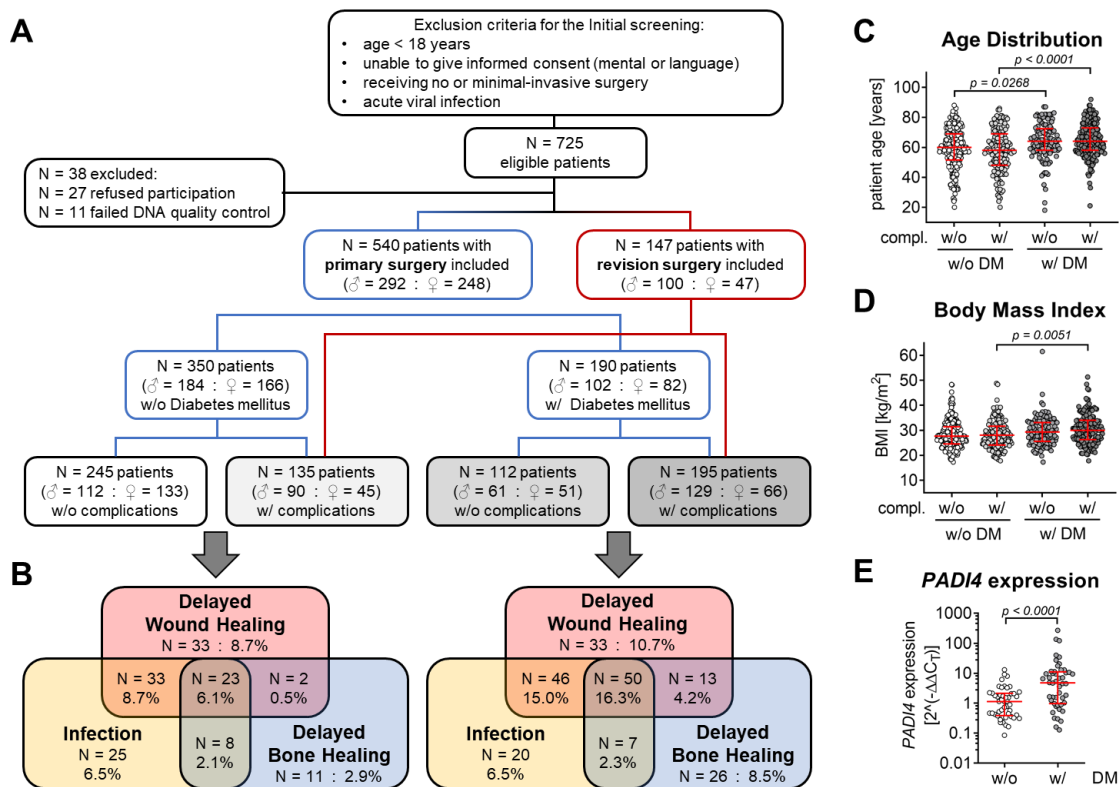 A
Exclusion criteria for the Initial screening:
• age < 18 years
• unable to give informed consent (mental or language)
• receiving no or minimal-invasive surgery
• acute viral infection
N = 725
eligible patients
N = 38 excluded:
N = 27 refused participation
N = 11 failed DNA quality control
N = 540 patients with
primary surgery included
(♂ = 292 : ♀ = 248)
N = 147 patients with
revision surgery included
(♂ = 100 : ♀ = 47)
N = 350 patients
(♂ = 184 : ♀ = 166)
w/o Diabetes mellitus
N = 190 patients
(♂ = 102 : ♀ = 82)
w/ Diabetes mellitus
N = 245 patients
(♂ = 112 : ♀ = 133)
w/o complications
N = 135 patients
(♂ = 90 : ♀ = 45)
w/ complications
N = 112 patients
(♂ = 61 : ♀ = 51)
w/o complications
N = 195 patients
(♂ = 129 : ♀ = 66)
w/ complications
B
Delayed
Wound Healing
N = 33 : 8.7%
N = 33
8.7%
N = 23
6.1%
N = 2
0.5%
Infection
N = 25
6.5%
N = 8
2.1%
Delayed
Bone Healing
N = 11 : 2.9%
Delayed
Wound Healing
N = 33 : 10.7%
N = 46
15.0%
N = 50
16.3%
N = 13
4.2%
Infection
N = 20
6.5%
N = 7
2.3%
Delayed
Bone Healing
N = 26 : 8.5%
C
Age Distribution
p < 0.0001
p = 0.0268
patient age [years]
100
80
60
40
20
compl. w/o w/ w/o w/
w/o DM w/ DM
D
Body Mass Index
p = 0.0051
BMI [kg/m²]
60
50
40
30
20
10
compl. w/o w/ w/o w/
w/o DM w/ DM
E
PADI4 expression
p < 0.0001
PADI4 expression
[2^(-ΔΔCT)]
1000
100
10
1
0.1
0.01
w/o w/ DM